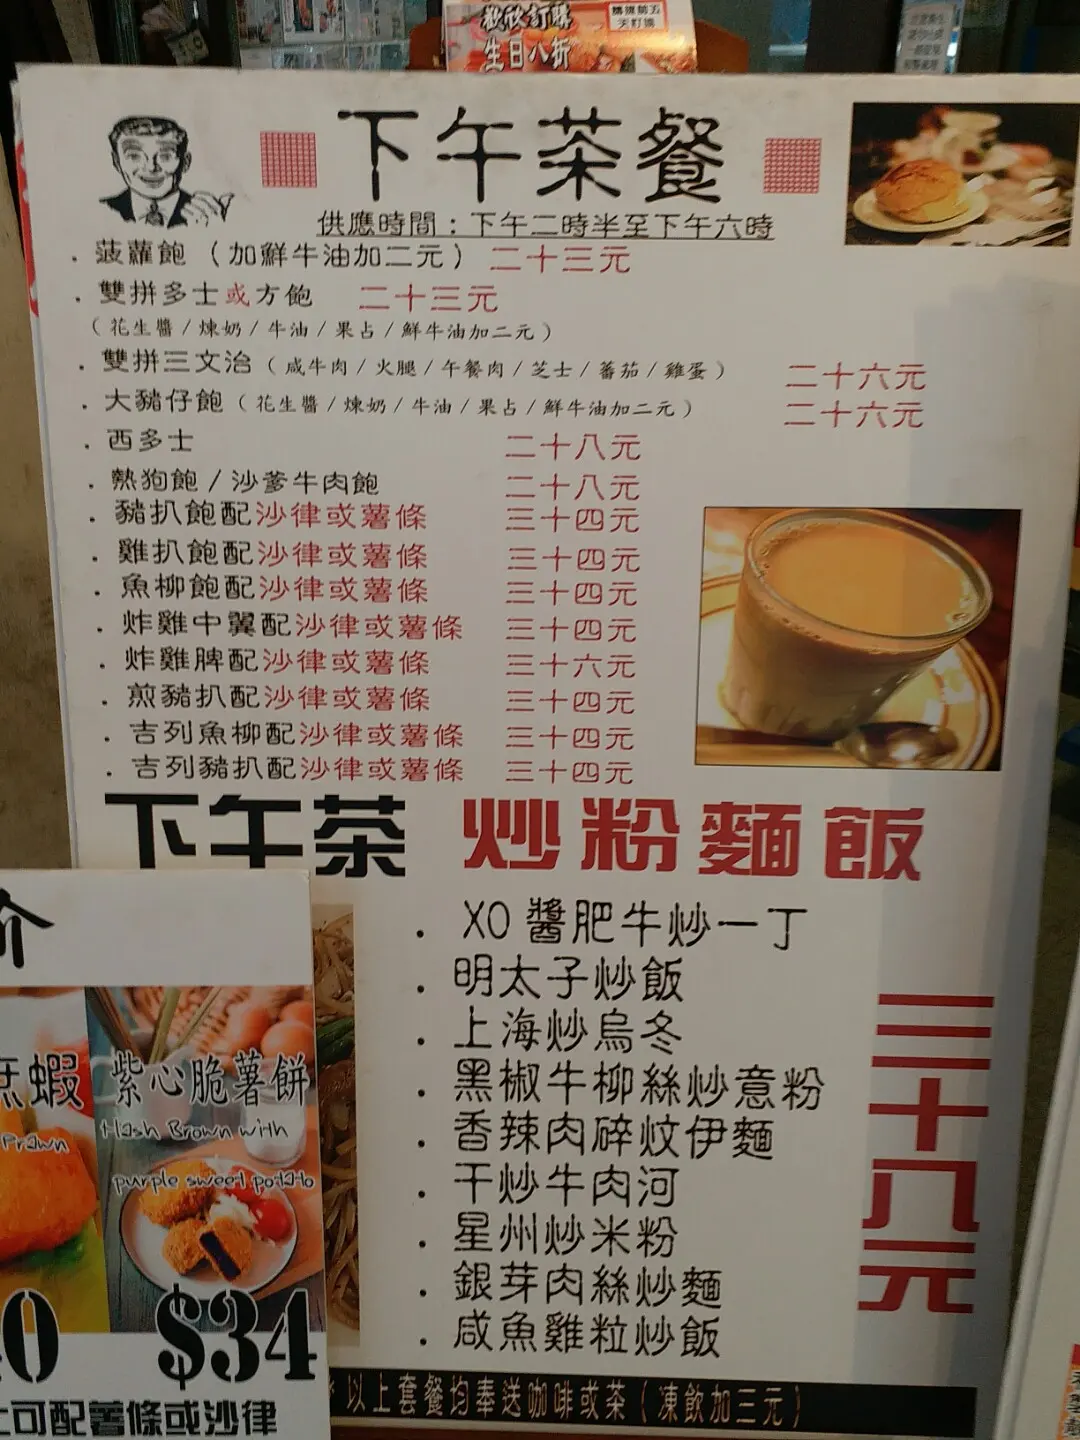 歡欣訂購
生日八折
請提前五
天訂購
下午茶餐
供應時間：下午二時半至下午六時
．菠蘿飽（加鮮牛油加二元） 二十三元
．雙拼多士或方飽 二十三元
（花生醬／煉奶／牛油／果占／鮮牛油加二元）
．雙拼三文治（咸牛肉／火腿／午餐肉／芝士／蕃茄／雞蛋） 二十六元
．大豬仔飽（花生醬／煉奶／牛油／果占／鮮牛油加二元） 二十六元
．西多士 二十八元
．熱狗飽／沙爹牛肉飽 二十八元
．豬扒飽配沙律或薯條 三十四元
．雞扒飽配沙律或薯條 三十四元
．魚柳飽配沙律或薯條 三十四元
．炸雞中翼配沙律或薯條 三十四元
．炸雞脾配沙律或薯條 三十六元
．煎豬扒配沙律或薯條 三十四元
．吉列魚柳配沙律或薯條 三十四元
．吉列豬扒配沙律或薯條 三十四元
下午茶 炒粉麵飯
．XO醬肥牛炒一丁
．明太子炒飯
．上海炒烏冬
．黑椒牛柳絲炒意粉
．香辣肉碎炆伊麵
．干炒牛肉河
．星州炒米粉
．銀芽肉絲炒麵
．咸魚雞粒炒飯
三十八元
以上套餐均奉送咖啡或茶（凍飲加三元）
介
蝦
Prawn
紫心脆薯餅
Hash Brown with
purple sweet potato
0
$34
可配薯條或沙律